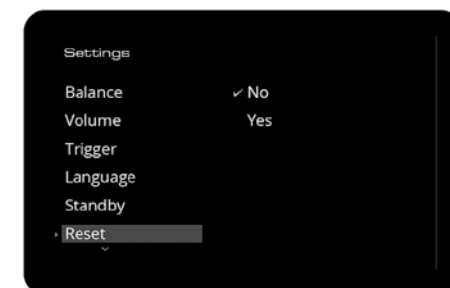 Settings
Balance
✓ No
Volume
Yes
Trigger
Language
Standby
Reset